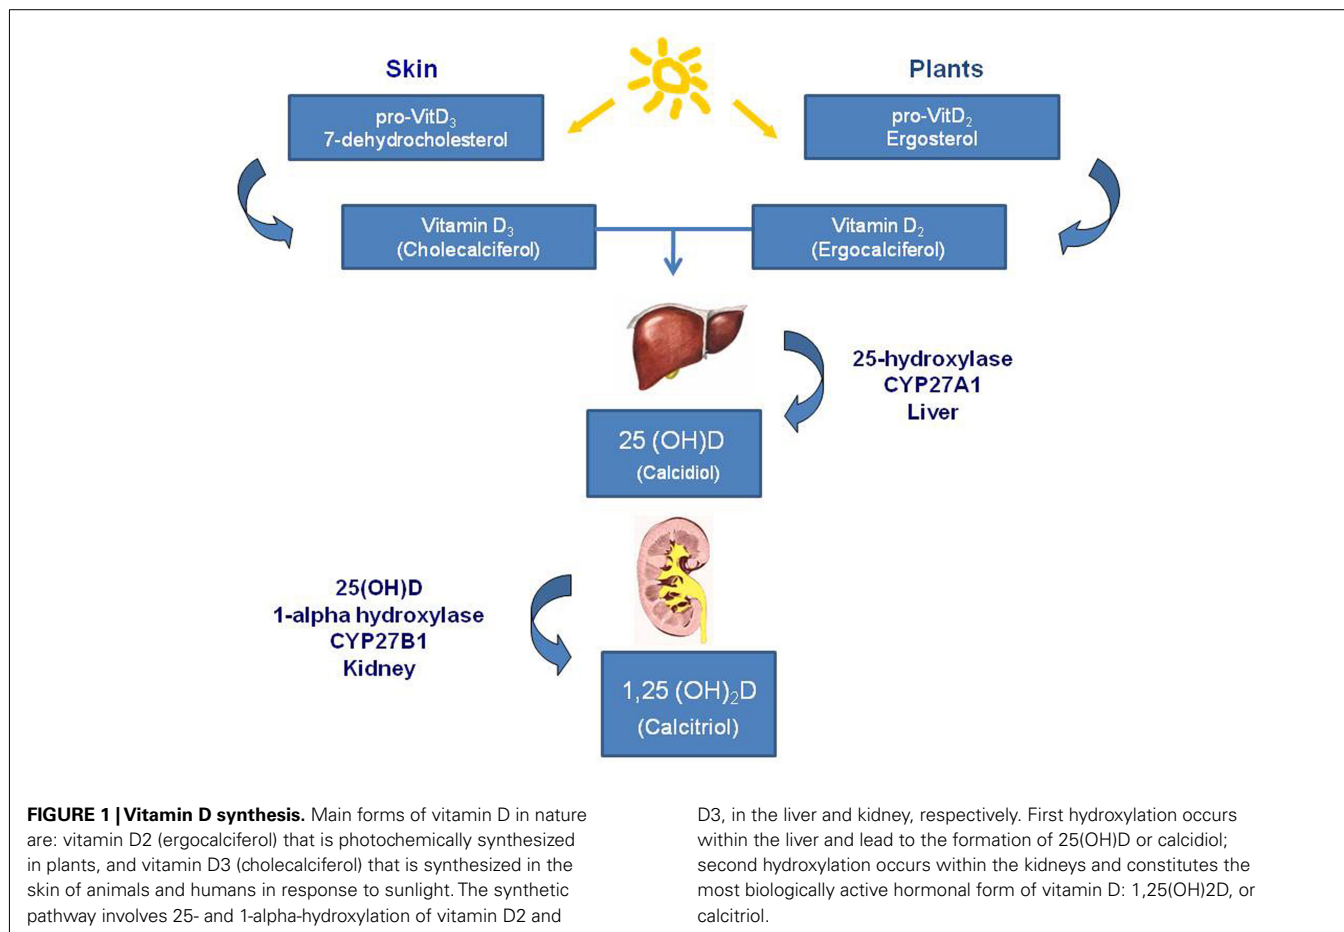 Skin
Plants
pro-VitD₃
7-dehydrocholesterol
pro-VitD₂
Ergosterol
Vitamin D₃
(Cholecalciferol)
Vitamin D₂
(Ergocalciferol)
25-hydroxylase
CYP27A1
Liver
25 (OH)D
(Calcidiol)
25(OH)D
1-alpha hydroxylase
CYP27B1
Kidney
1,25 (OH)₂D
(Calcitriol)
FIGURE 1 | Vitamin D synthesis. Main forms of vitamin D in nature
are: vitamin D2 (ergocalciferol) that is photochemically synthesized
in plants, and vitamin D3 (cholecalciferol) that is synthesized in the
skin of animals and humans in response to sunlight. The synthetic
pathway involves 25- and 1-alpha-hydroxylation of vitamin D2 and
D3, in the liver and kidney, respectively. First hydroxylation occurs
within the liver and lead to the formation of 25(OH)D or calcidiol;
second hydroxylation occurs within the kidneys and constitutes the
most biologically active hormonal form of vitamin D: 1,25(OH)2D, or
calcitriol.